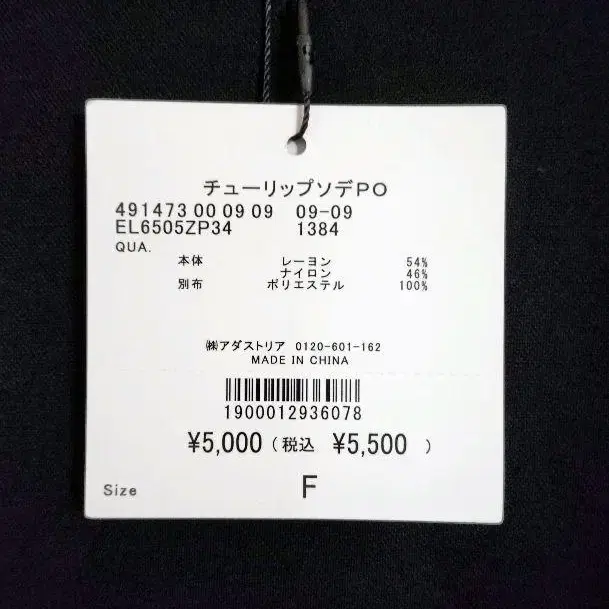 チューリップソデPO
491473 00 09 09 09-09
EL6505ZP34 1384
QUA.
本体 レーヨン 54%
ナイロン 46%
別布 ポリエステル 100%
㈱アダストリア 0120-601-162
MADE IN CHINA
1900012936078
¥5,000 (税込 ¥5,500 )
Size F